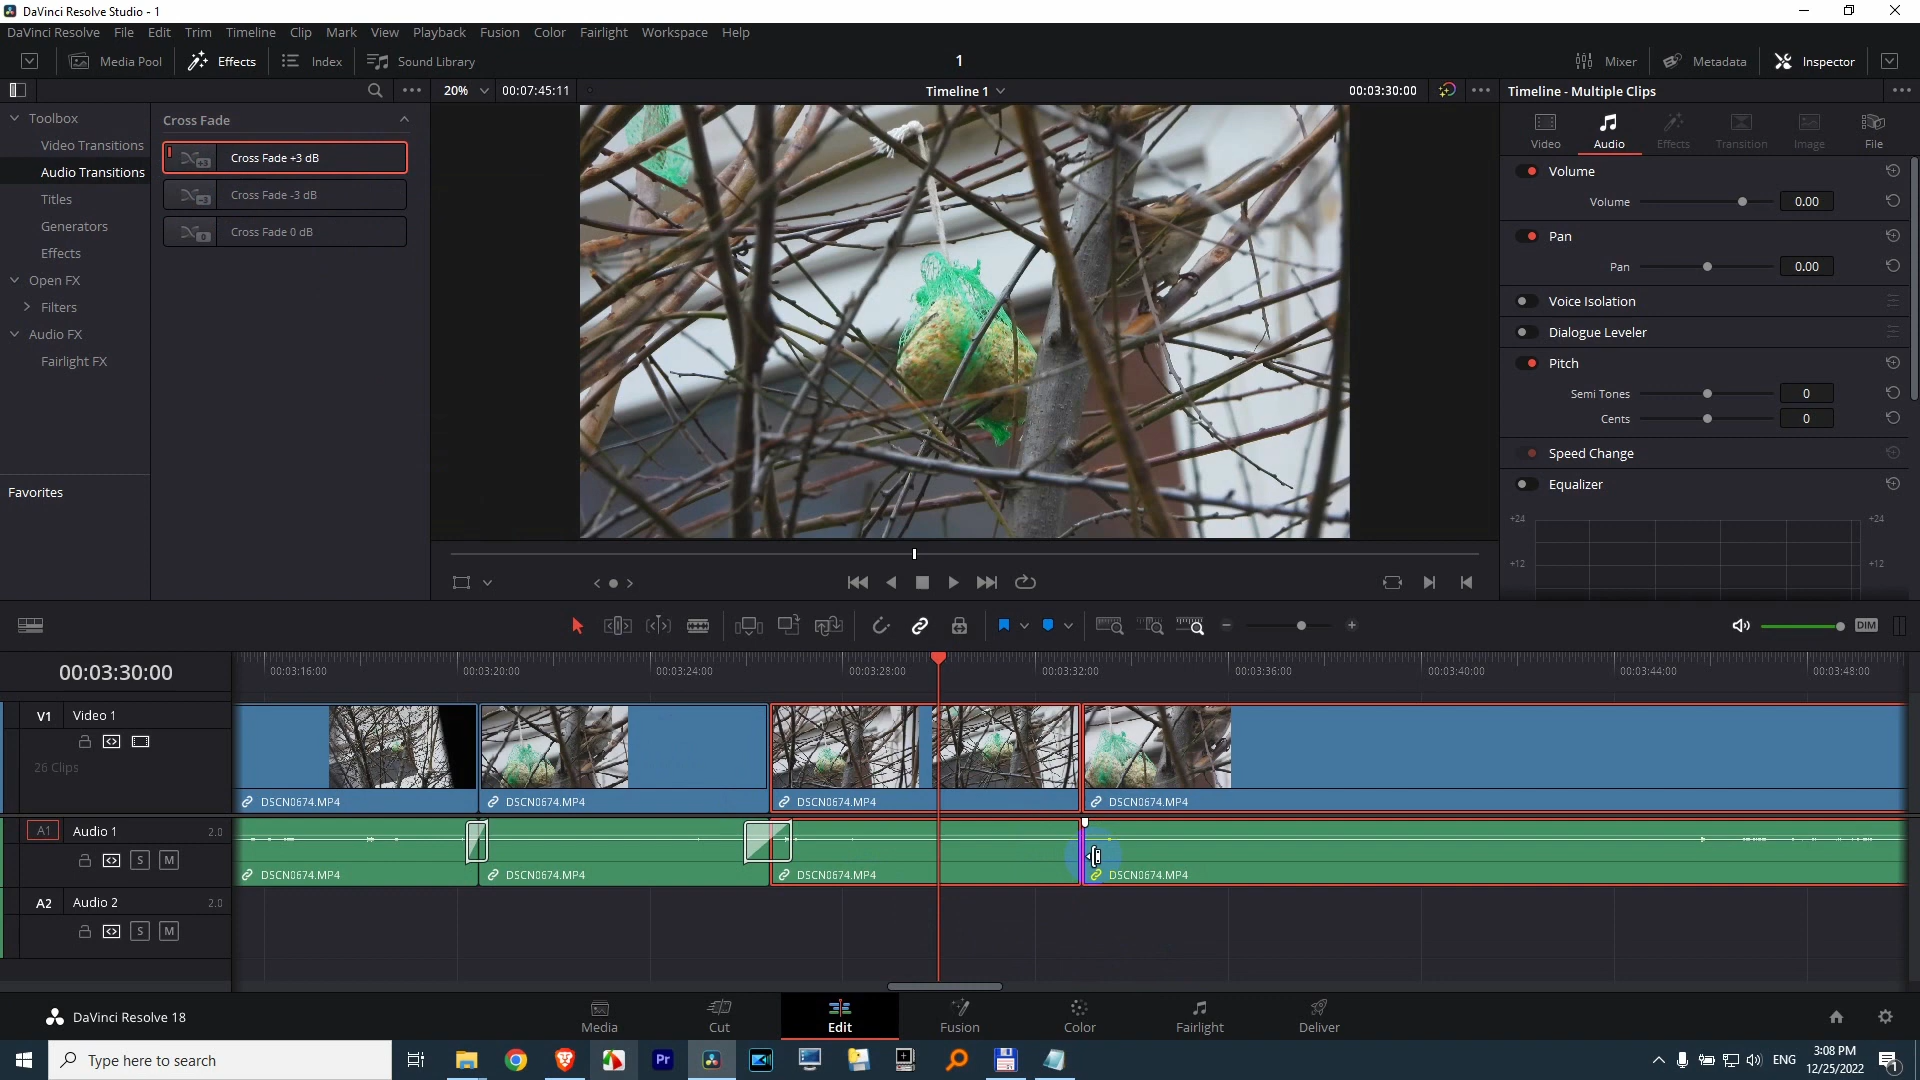 DaVinci Resolve Studio - 1
DaVinci Resolve File Edit Trim Timeline Clip Mark View Playback Fusion Color Fairlight Workspace Help
Media Pool Effects Index Sound Library 1 Mixer Metadata Inspector
20% 00:07:45:11 Timeline 1 00:03:30:00 Timeline - Multiple Clips
Toolbox
Video Transitions
Audio Transitions
Titles
Generators
Effects
Open FX
Filters
Audio FX
Fairlight FX
Favorites
Cross Fade
+3 Cross Fade +3 dB
-3 Cross Fade -3 dB
0 Cross Fade 0 dB
Video Audio Effects Transition Image File
Volume
Volume 0.00
Pan
Pan 0.00
Voice Isolation
Dialogue Leveler
Pitch
Semi Tones 0
Cents 0
Speed Change
Equalizer
+24 +24
+12 +12
DIM
00:03:30:00 00:03:16:00 00:03:20:00 00:03:24:00 00:03:28:00 00:03:32:00 00:03:36:00 00:03:40:00 00:03:44:00 00:03:48:00
V1 Video 1
26 Clips
DSCN0674.MP4 DSCN0674.MP4 DSCN0674.MP4 DSCN0674.MP4
A1 Audio 1 2.0
S M
DSCN0674.MP4 DSCN0674.MP4 DSCN0674.MP4 DSCN0674.MP4
A2 Audio 2 2.0
S M
DaVinci Resolve 18
Media Cut Edit Fusion Color Fairlight Deliver
Type here to search
Pr
ENG
3:08 PM
12/25/2022
1